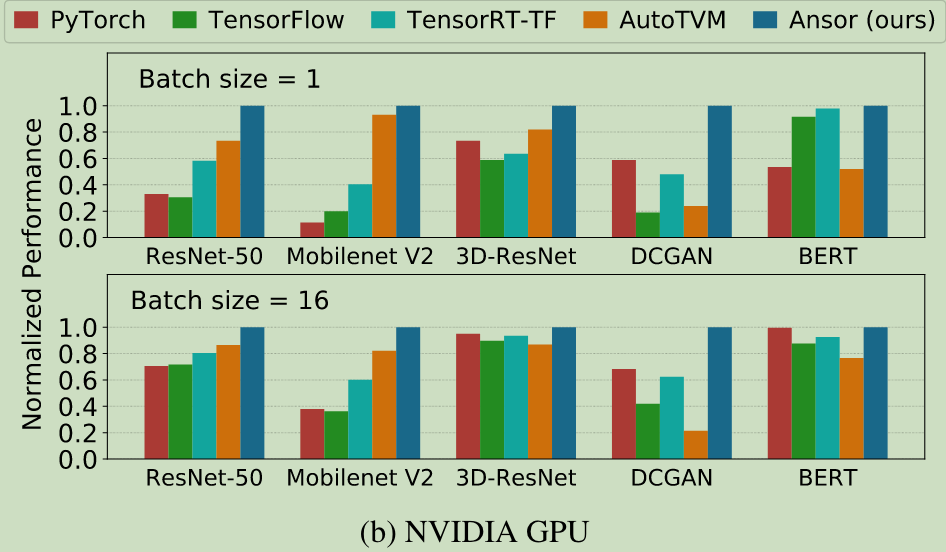 PyTorch TensorFlow TensorRT-TF AutoTVM Ansor (ours)
Normalized Performance
Batch size = 1
1.0
0.8
0.6
0.4
0.2
0.0
ResNet-50 Mobilenet V2 3D-ResNet DCGAN BERT
Batch size = 16
1.0
0.8
0.6
0.4
0.2
0.0
ResNet-50 Mobilenet V2 3D-ResNet DCGAN BERT
(b) NVIDIA GPU